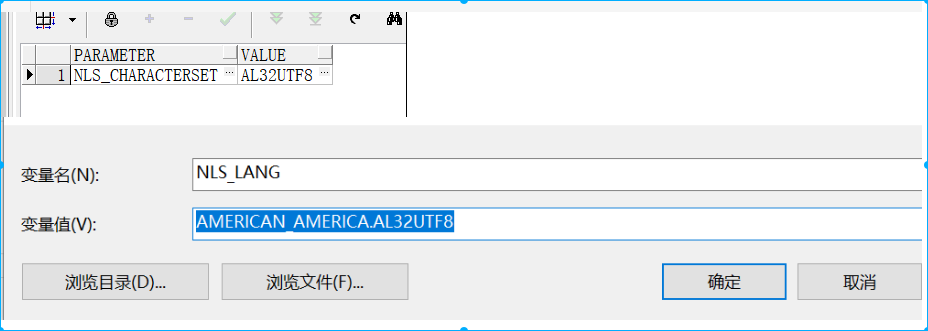 PARAMETER VALUE
1 NLS_CHARACTERSET ... AL32UTF8 ...
变量名(N): NLS_LANG
变量值(V): AMERICAN_AMERICA.AL32UTF8
浏览目录(D)... 浏览文件(F)... 确定 取消